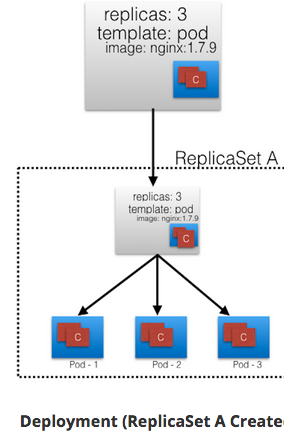 replicas: 3
template: pod
image: nginx:1.7.9
C
ReplicaSet A
replicas: 3
template: pod
image: nginx:1.7.9
C
C
C
C
Pod - 1
Pod - 2
Pod - 3
Deployment (ReplicaSet A Create